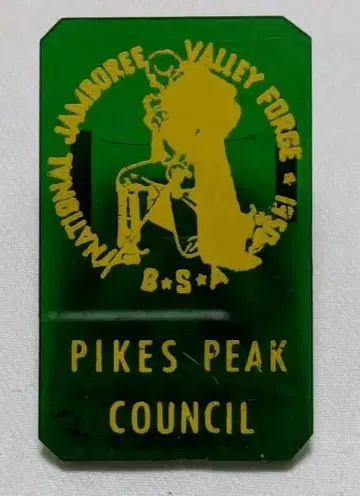 NATIONAL JAMBOREE VALLEY FORGE ★
B★S★A
PIKES PEAK
COUNCIL